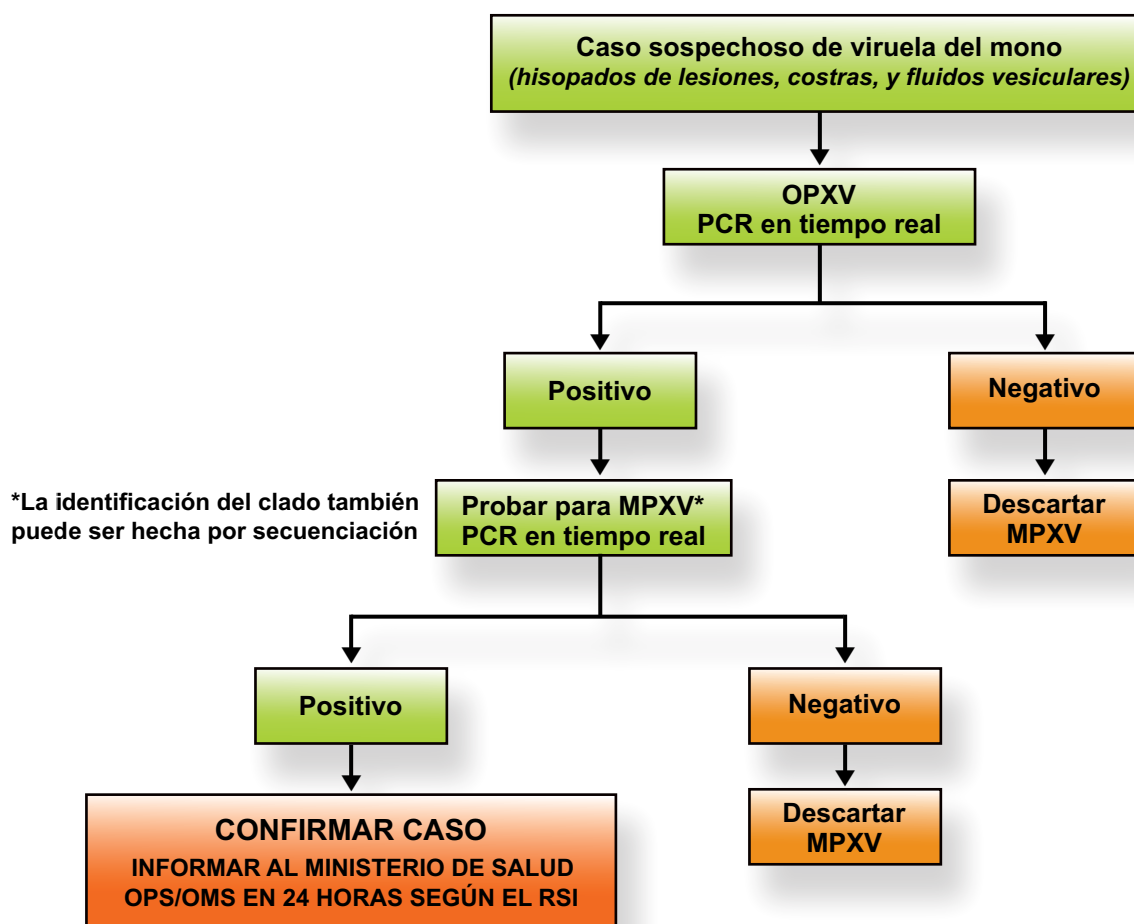 Caso sospechoso de viruela del mono
(hisopados de lesiones, costras, y fluidos vesiculares)
OPXV
PCR en tiempo real
Positivo
Negativo
*La identificación del clado también
puede ser hecha por secuenciación
Probar para MPXV*
PCR en tiempo real
Descartar
MPXV
Positivo
Negativo
CONFIRMAR CASO
INFORMAR AL MINISTERIO DE SALUD
OPS/OMS EN 24 HORAS SEGÚN EL RSI
Descartar
MPXV